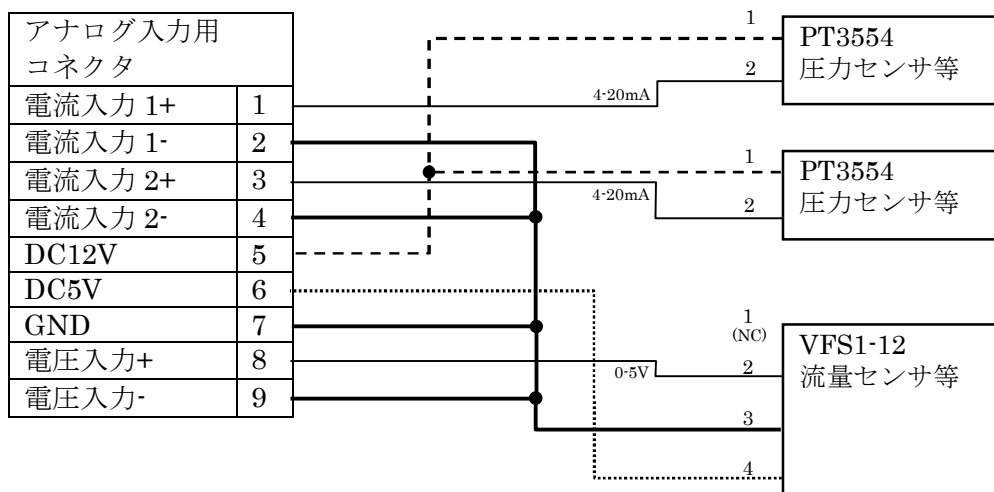 アナログ入力用
コネクタ
電流入力 1+ 1
電流入力 1- 2
電流入力 2+ 3
電流入力 2- 4
DC12V 5
DC5V 6
GND 7
電圧入力+ 8
電圧入力- 9
4-20mA
1
2
PT3554
圧力センサ等
4-20mA
1
2
PT3554
圧力センサ等
0-5V
1
(NC)
2
3
4
VFS1-12
流量センサ等